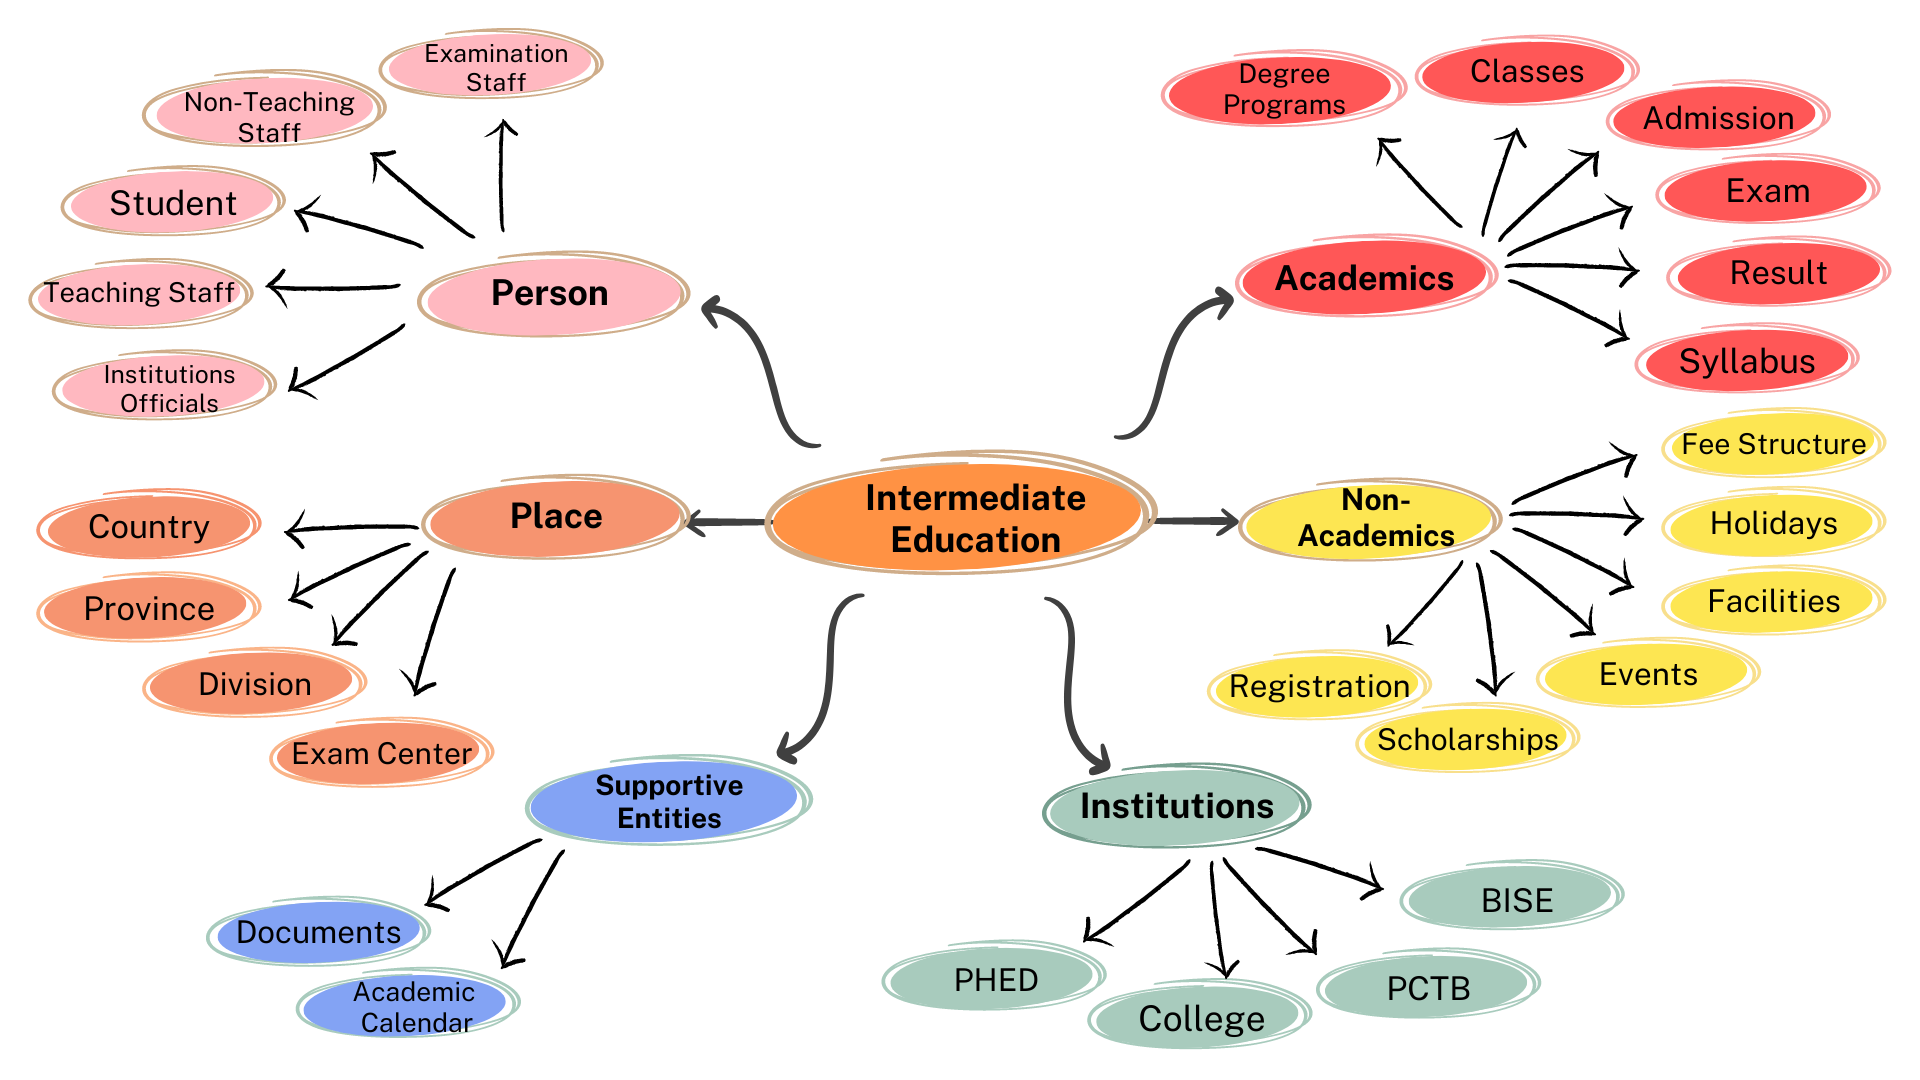 Examination
Staff
Non-Teaching
Staff
Student
Teaching Staff
Institutions
Officials
Person
Degree
Programs
Classes
Admission
Exam
Result
Syllabus
Academics
Intermediate
Education
Place
Country
Province
Division
Exam Center
Non-
Academics
Fee Structure
Holidays
Facilities
Events
Scholarships
Registration
Supportive
Entities
Documents
Academic
Calendar
Institutions
BISE
PCTB
College
PHED